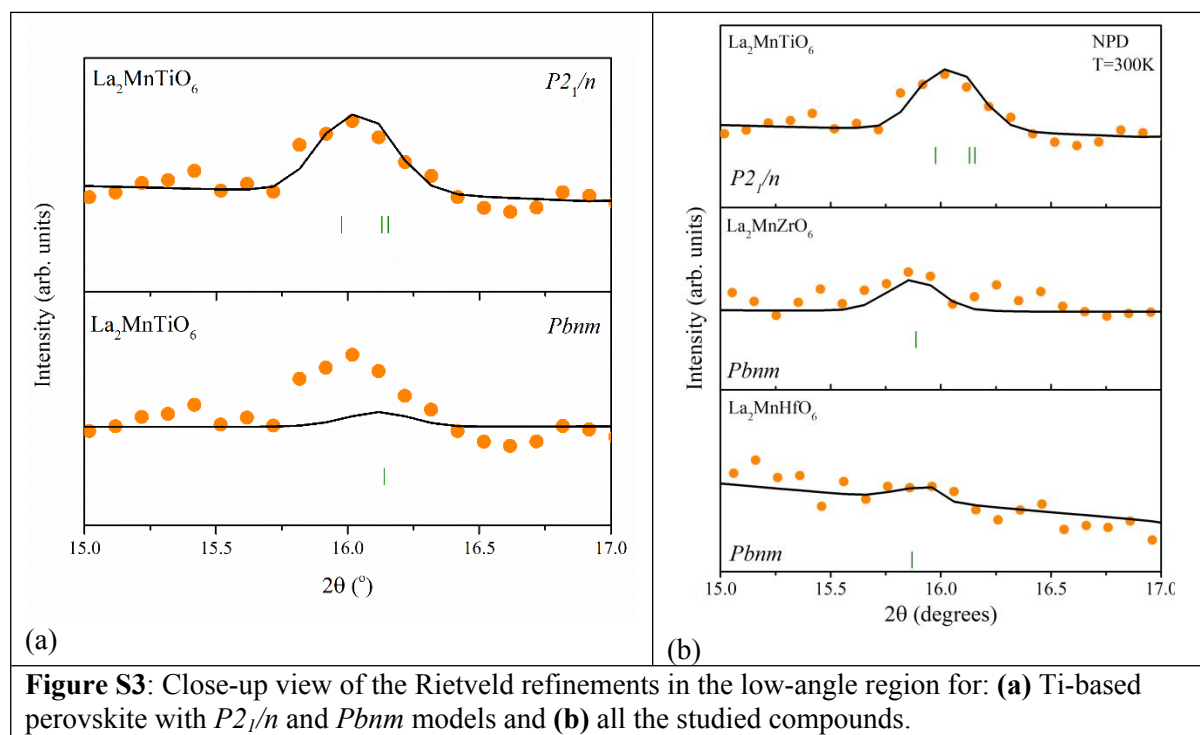 La₂MnTiO₆
P2₁/n
La₂MnTiO₆
Pbnm
Intensity (arb. units)
15.0 15.5 16.0 16.5 17.0
2θ (°)
(a)
La₂MnTiO₆
NPD
T=300K
P2₁/n
La₂MnZrO₆
Pbnm
La₂MnHfO₆
Pbnm
Intensity (arb. units)
15.0 15.5 16.0 16.5 17.0
2θ (degrees)
(b)
Figure S3: Close-up view of the Rietveld refinements in the low-angle region for: (a) Ti-based
perovskite with P2₁/n and Pbnm models and (b) all the studied compounds.